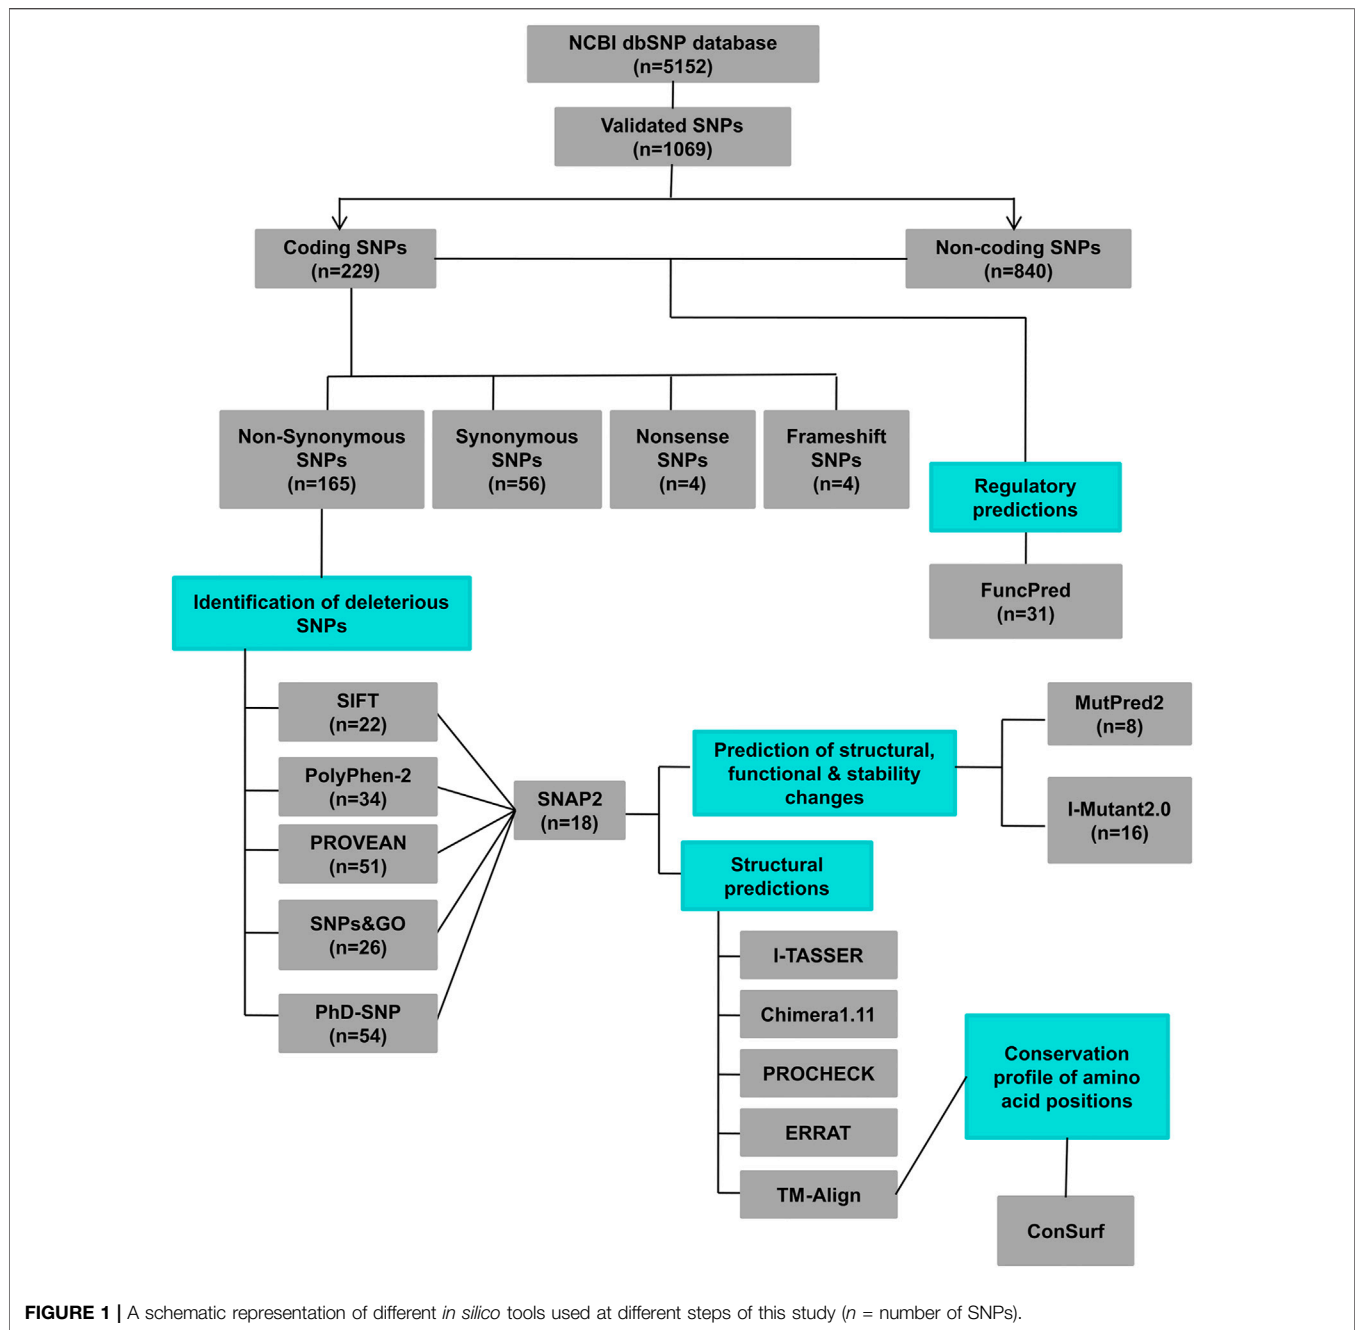 NCBI dbSNP database
(n=5152)
Validated SNPs
(n=1069)
Coding SNPs
(n=229)
Non-coding SNPs
(n=840)
Non-Synonymous
SNPs
(n=165)
Synonymous
SNPs
(n=56)
Nonsense
SNPs
(n=4)
Frameshift
SNPs
(n=4)
Regulatory
predictions
FuncPred
(n=31)
Identification of deleterious
SNPs
SIFT
(n=22)
PolyPhen-2
(n=34)
PROVEAN
(n=51)
SNPs&GO
(n=26)
PhD-SNP
(n=54)
SNAP2
(n=18)
Prediction of structural,
functional & stability
changes
MutPred2
(n=8)
I-Mutant2.0
(n=16)
Structural
predictions
I-TASSER
Chimera1.11
PROCHECK
ERRAT
TM-Align
Conservation
profile of amino
acid positions
ConSurf
FIGURE 1 | A schematic representation of different in silico tools used at different steps of this study (n = number of SNPs).